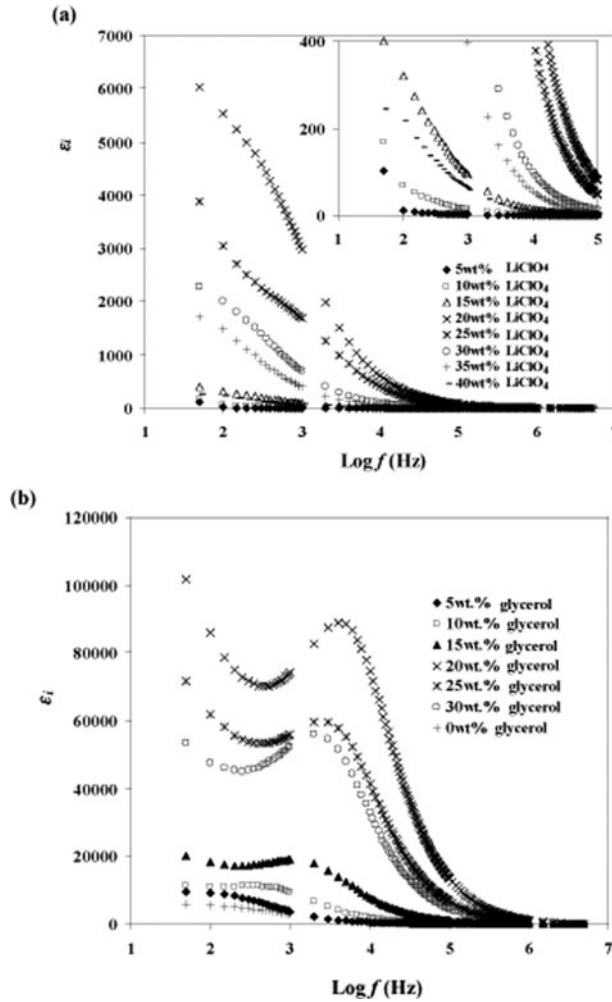 (a)
7000
6000
5000
4000
3000
2000
1000
0
εi
1 2 3 4 5 6 7
Log f (Hz)
400
200
0
1 2 3 4 5
5wt% LiClO4
10wt% LiClO4
15wt% LiClO4
20wt% LiClO4
25wt% LiClO4
30wt% LiClO4
35wt% LiClO4
40wt% LiClO4
(b)
120000
100000
80000
60000
40000
20000
0
εi
1 2 3 4 5 6 7
Log f (Hz)
5wt.% glycerol
10wt.% glycerol
15wt.% glycerol
20wt.% glycerol
25wt.% glycerol
30wt.% glycerol
0wt% glycerol